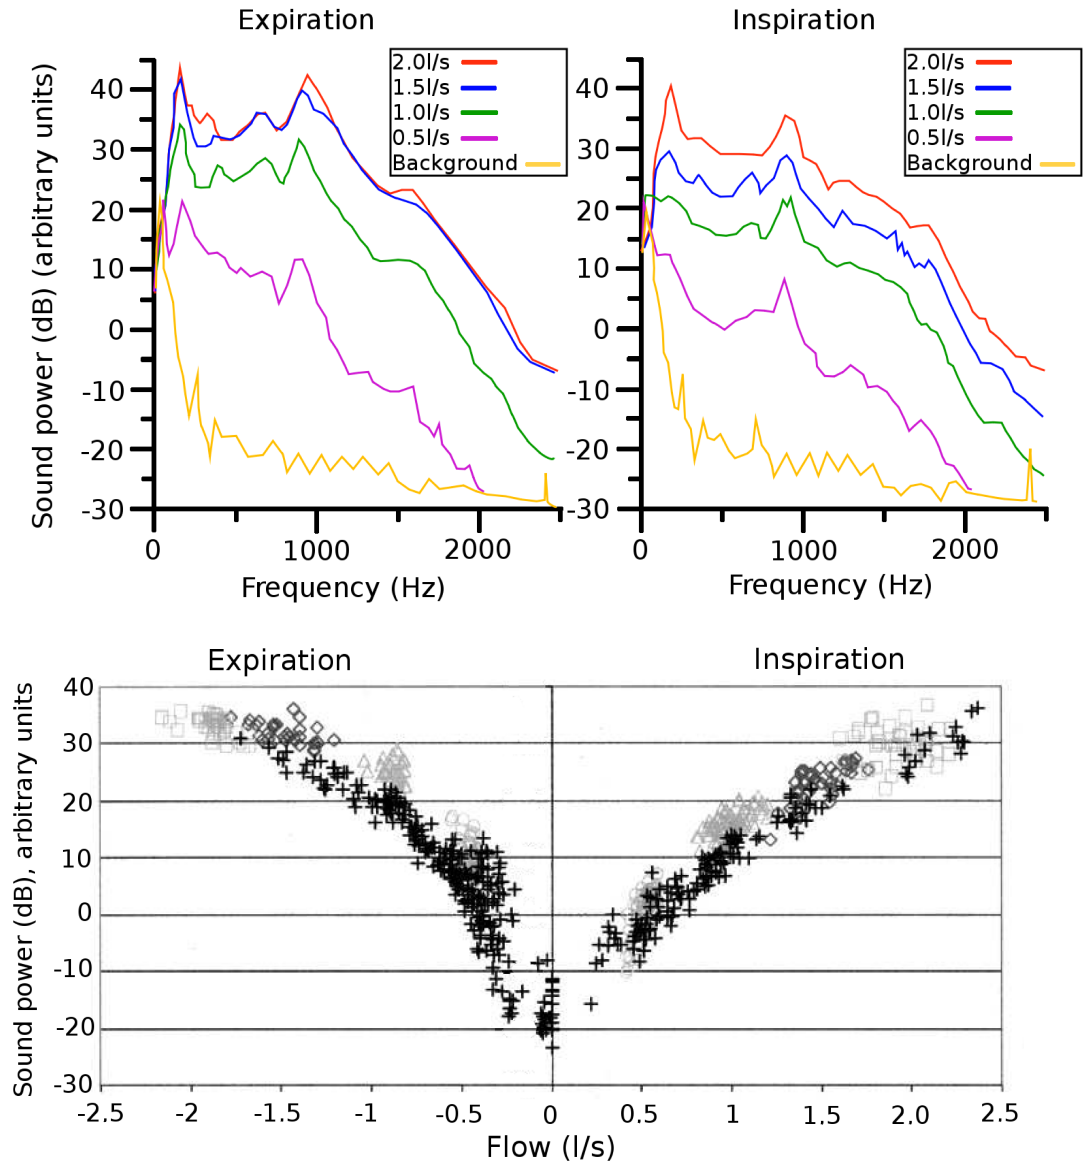 Expiration
Inspiration
2.0l/s
1.5l/s
1.0l/s
0.5l/s
Background
2.0l/s
1.5l/s
1.0l/s
0.5l/s
Background
Sound power (dB) (arbitrary units)
40
30
20
10
0
-10
-20
-30
40
30
20
10
0
-10
-20
-30
0 1000 2000
0 1000 2000
Frequency (Hz)
Frequency (Hz)
Expiration
Inspiration
Sound power (dB), arbitrary units
40
30
20
10
0
-10
-20
-30
-2.5 -2 -1.5 -1 -0.5 0 0.5 1 1.5 2.0 2.5
Flow (l/s)